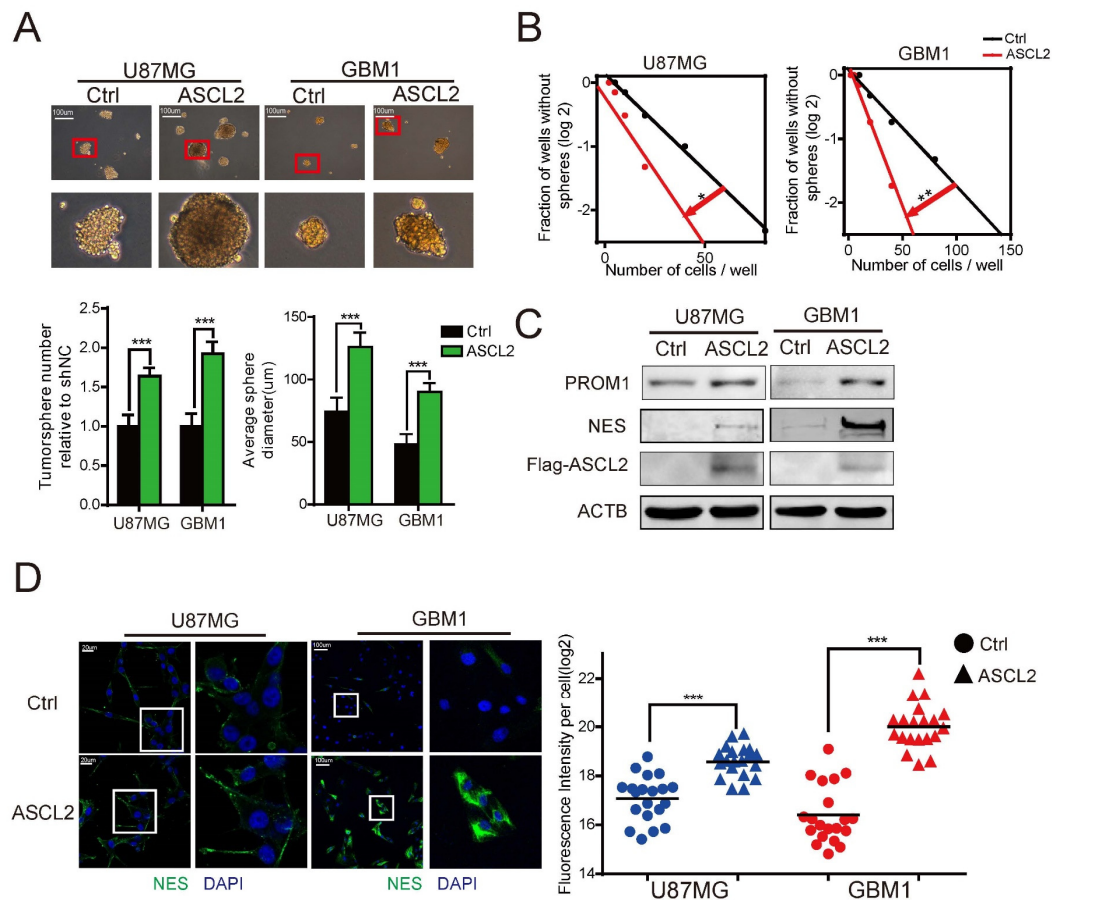 A
U87MG GBM1
Ctrl ASCL2 Ctrl ASCL2
100um 100um 100um 100um
Tumorsphere number
relative to shNC
2.5
2.0
1.5
1.0
0.5
0.0
***
***
U87MG GBM1
Average sphere
diameter(um)
150
100
50
0
***
***
U87MG GBM1
Ctrl
ASCL2
B
Ctrl
ASCL2
U87MG
Fraction of wells without
spheres (log 2)
0
-1
-2
*
0 50
Number of cells / well
GBM1
Fraction of wells without
spheres (log 2)
0
-1
-2
**
0 50 100 150
Number of cells / well
C
U87MG GBM1
Ctrl ASCL2 Ctrl ASCL2
PROM1
NES
Flag-ASCL2
ACTB
D
U87MG GBM1
Ctrl
20um 100um
ASCL2
20um 100um
NES DAPI NES DAPI
Fluorescence Intensity per cell(log2)
22
20
18
16
14
***
***
Ctrl
ASCL2
U87MG GBM1